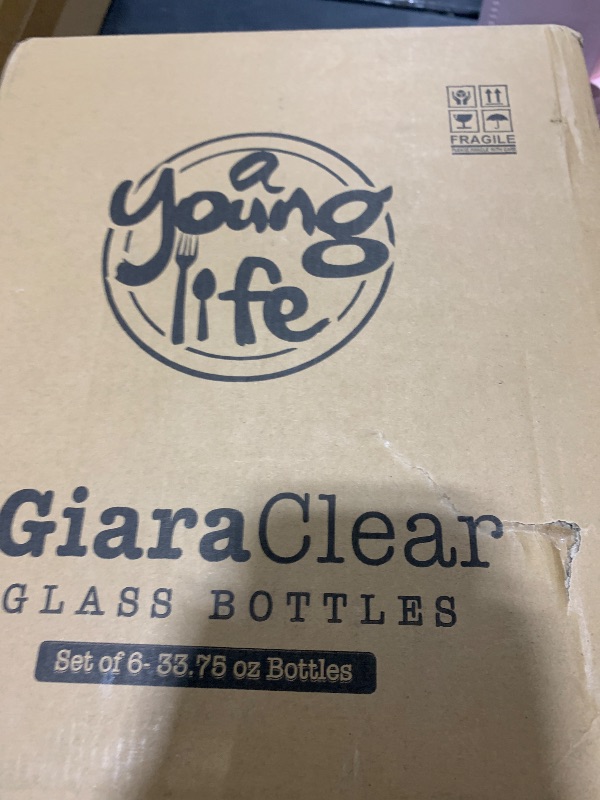 FRAGILE
a
young
life
GiaraClear
GLASS BOTTLES
Set of 6- 33.75 oz Bottles